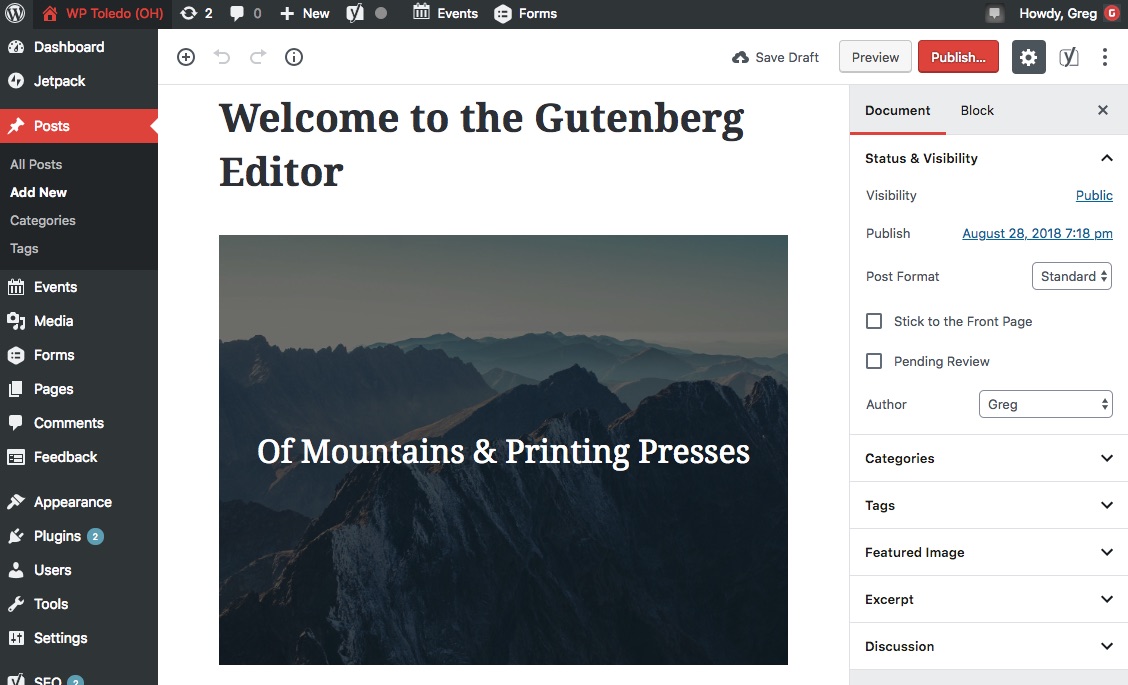 WP Toledo (OH) 2 0 New Events Forms Howdy, Greg
Dashboard
Jetpack
Posts
All Posts
Add New
Categories
Tags
Events
Media
Forms
Pages
Comments
Feedback
Appearance
Plugins 2
Users
Tools
Settings
SEO 2
Save Draft Preview Publish...
Welcome to the Gutenberg
Editor
Of Mountains & Printing Presses
Document Block
Status & Visibility
Visibility Public
Publish August 28, 2018 7:18 pm
Post Format Standard
Stick to the Front Page
Pending Review
Author Greg
Categories
Tags
Featured Image
Excerpt
Discussion